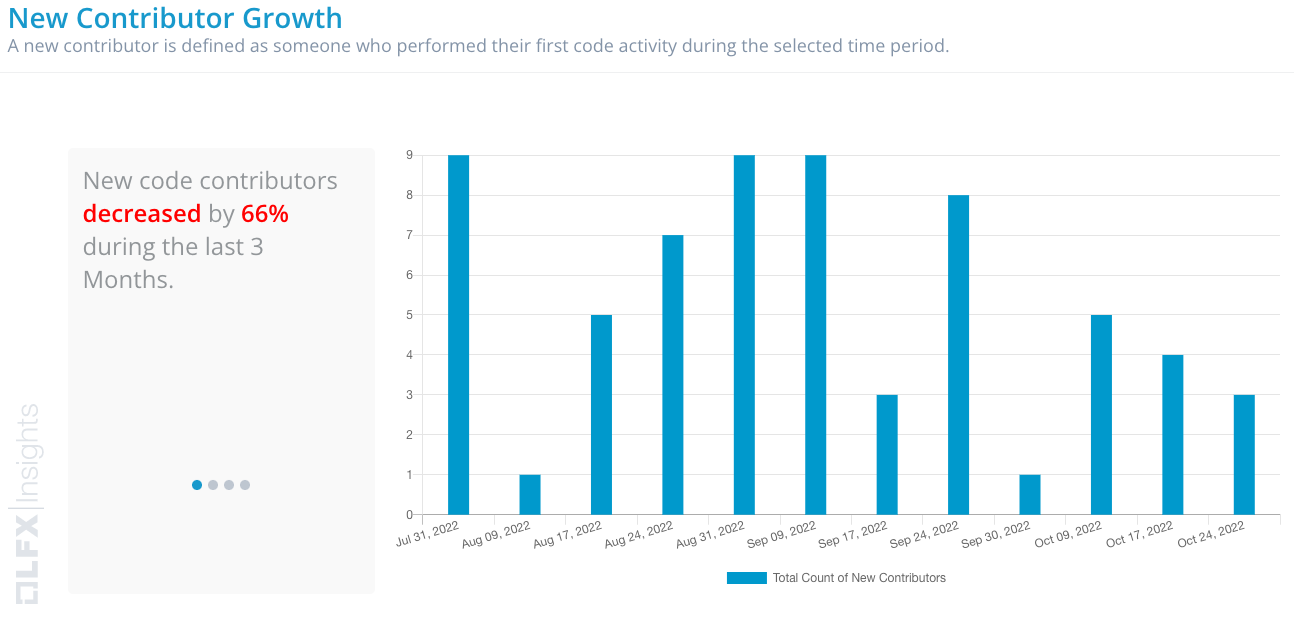 New Contributor Growth
A new contributor is defined as someone who performed their first code activity during the selected time period.
New code contributors
decreased by 66%
during the last 3
Months.
LFX|Insights
9
8
7
6
5
4
3
2
1
0
Jul 31, 2022
Aug 09, 2022
Aug 17, 2022
Aug 24, 2022
Aug 31, 2022
Sep 09, 2022
Sep 17, 2022
Sep 24, 2022
Sep 30, 2022
Oct 09, 2022
Oct 17, 2022
Oct 24, 2022
Total Count of New Contributors